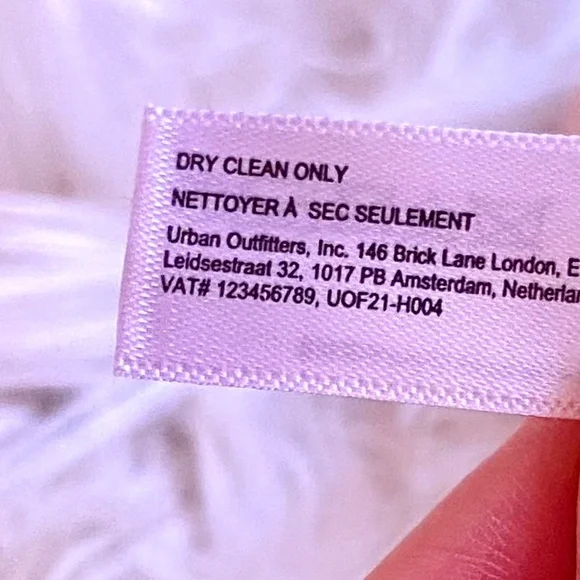 DRY CLEAN ONLY
NETTOYER À SEC SEULEMENT
Urban Outfitters, Inc. 146 Brick Lane London, E
Leidsestraat 32, 1017 PB Amsterdam, Netherlan
VAT# 123456789, UOF21-H004